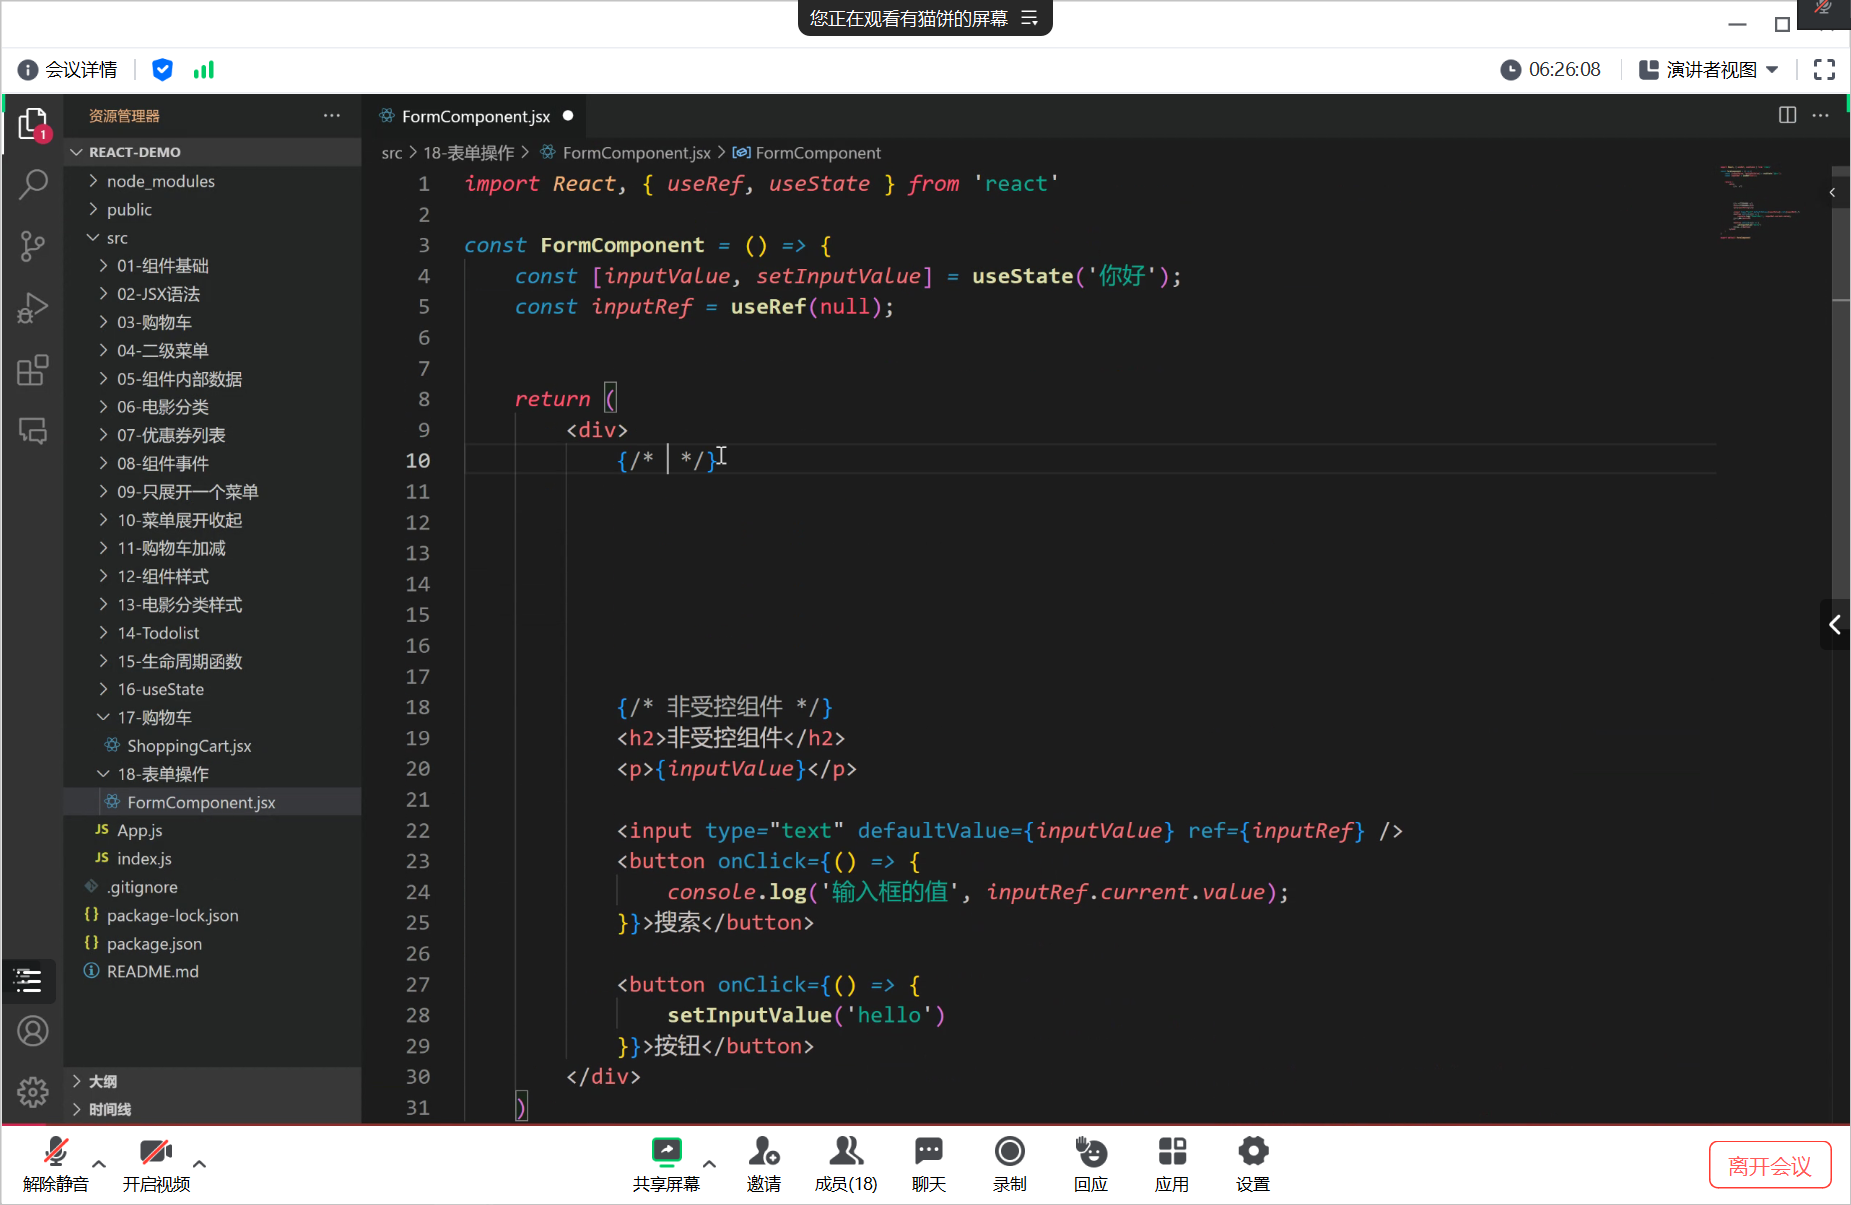 您正在观看有猫饼的屏幕
会议详情
06:26:08
演讲者视图
1
资源管理器
REACT-DEMO
node_modules
public
src
01-组件基础
02-JSX语法
03-购物车
04-二级菜单
05-组件内部数据
06-电影分类
07-优惠券列表
08-组件事件
09-只展开一个菜单
10-菜单展开收起
11-购物车加减
12-组件样式
13-电影分类样式
14-Todolist
15-生命周期函数
16-useState
17-购物车
ShoppingCart.jsx
18-表单操作
FormComponent.jsx
JS App.js
JS index.js
.gitignore
{} package-lock.json
{} package.json
README.md
大纲
时间线
FormComponent.jsx
src > 18-表单操作 > FormComponent.jsx > FormComponent
1 import React, { useRef, useState } from 'react'
2
3 const FormComponent = () => {
4 const [inputValue, setInputValue] = useState('你好');
5 const inputRef = useRef(null);
6
7
8 return (
9 <div>
10 {/* */}
11
12
13
14
15
16
17
18 {/* 非受控组件 */}
19 <h2>非受控组件</h2>
20 <p>{inputValue}</p>
21
22 <input type="text" defaultValue={inputValue} ref={inputRef} />
23 <button onClick={() => {
24 console.log('输入框的值', inputRef.current.value);
25 }}>搜索</button>
26
27 <button onClick={() => {
28 setInputValue('hello')
29 }}>按钮</button>
30 </div>
31 )
解除静音
开启视频
共享屏幕
邀请
成员(18)
聊天
录制
回应
应用
设置
离开会议